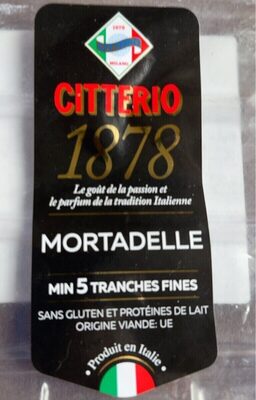 1878
MILANO
CITTERIO
1878
Le goût de la passion et
le parfum de la tradition Italienne
MORTADELLE
MIN 5 TRANCHES FINES
SANS GLUTEN ET PROTÉINES DE LAIT
ORIGINE VIANDE: UE
• Produit en Italie •